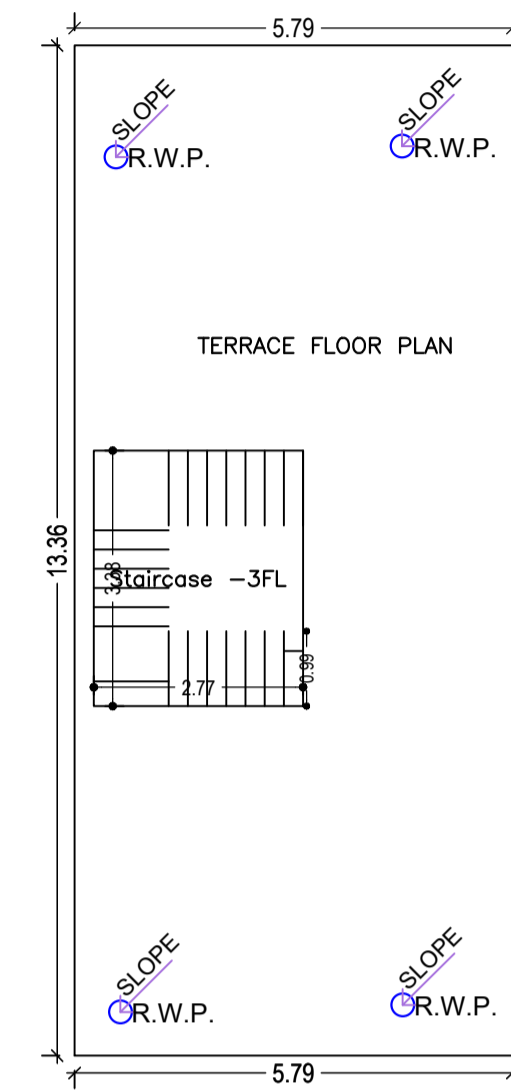 5.79
SLOPE
R.W.P.
SLOPE
R.W.P.
TERRACE FLOOR PLAN
13.36
3.38
Staircase -3FL
0.99
2.77
SLOPE
R.W.P.
SLOPE
R.W.P.
5.79